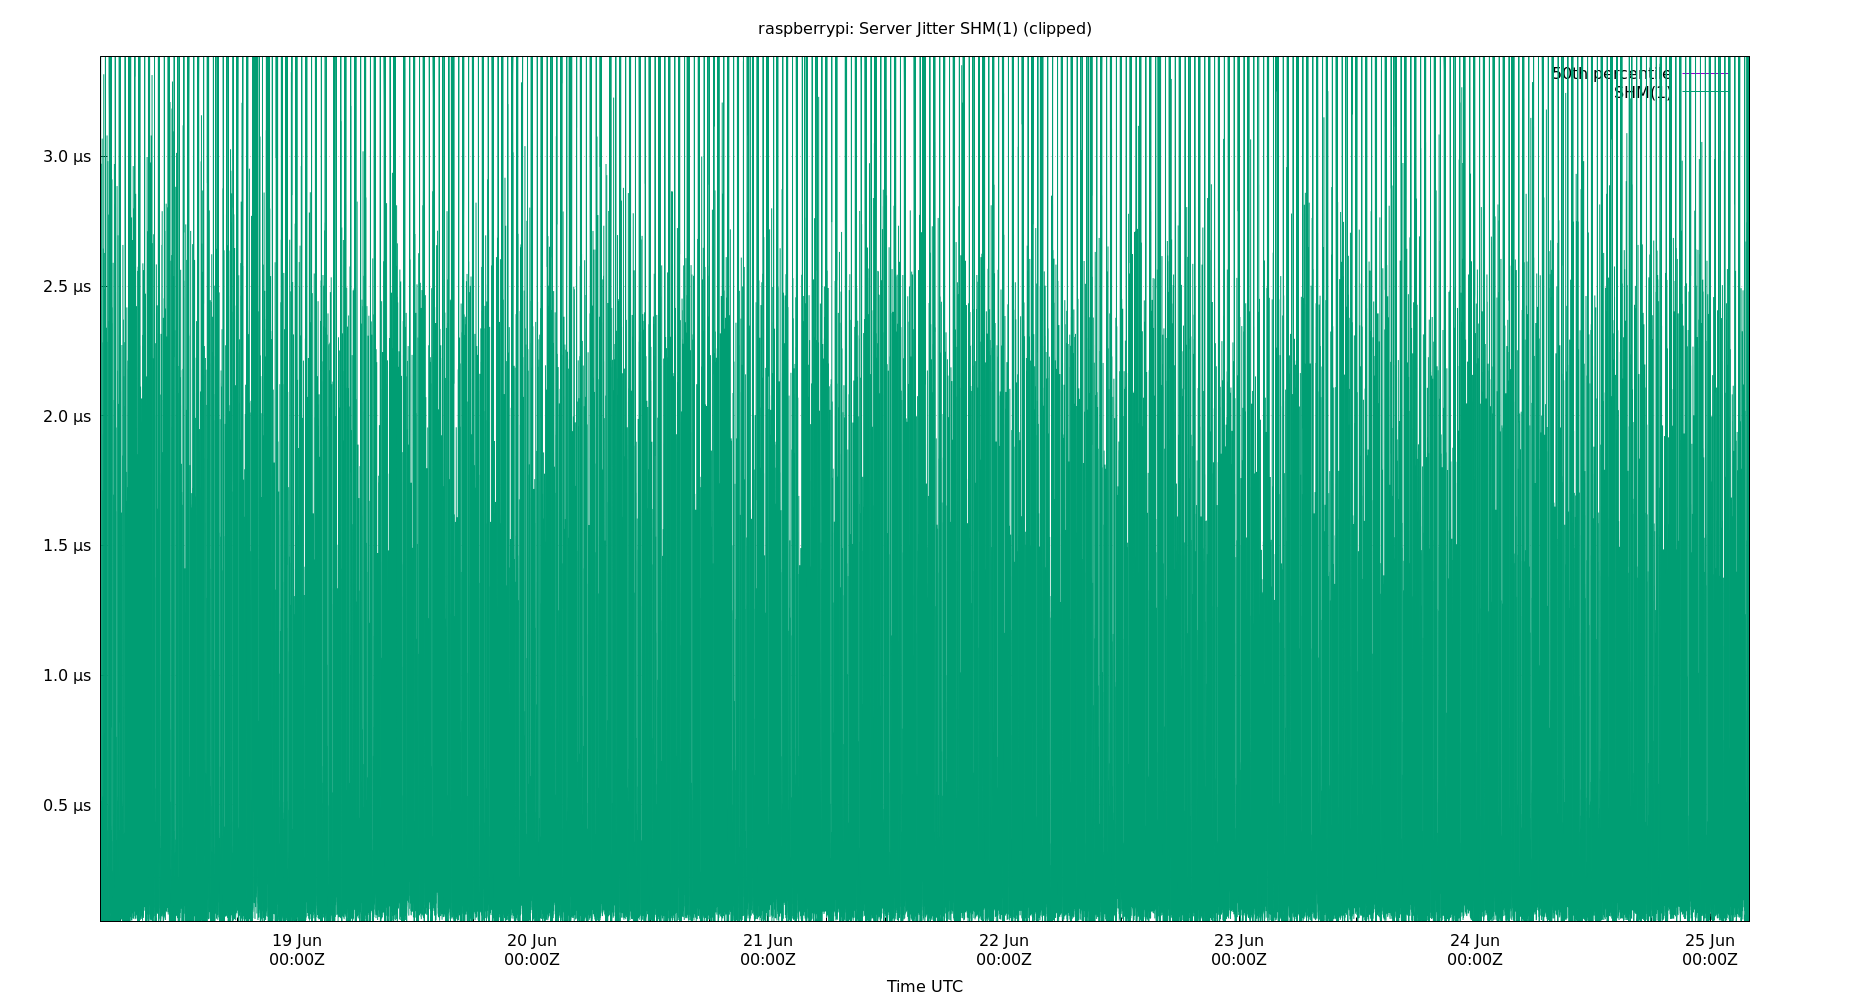 raspberrypi: Server Jitter SHM(1) (clipped)
50th percentile
SHM(1)
3.0 µs
2.5 µs
2.0 µs
1.5 µs
1.0 µs
0.5 µs
19 Jun 20 Jun 21 Jun 22 Jun 23 Jun 24 Jun 25 Jun
00:00Z 00:00Z 00:00Z 00:00Z 00:00Z 00:00Z 00:00Z
Time UTC